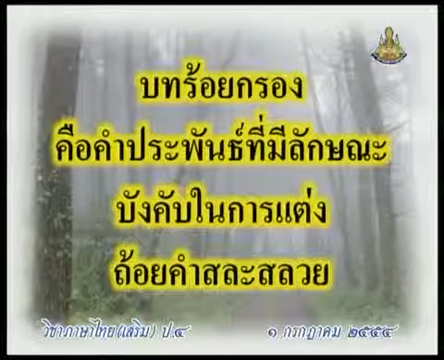 บทร้อยกรอง
คือคำประพันธ์ที่มีลักษณะ
บังคับในการแต่ง
ถ้อยคำสละสลวย
วิชาภาษาไทย(เสริม) ป.๔
๑ กรกฎาคม ๒๕๕๔